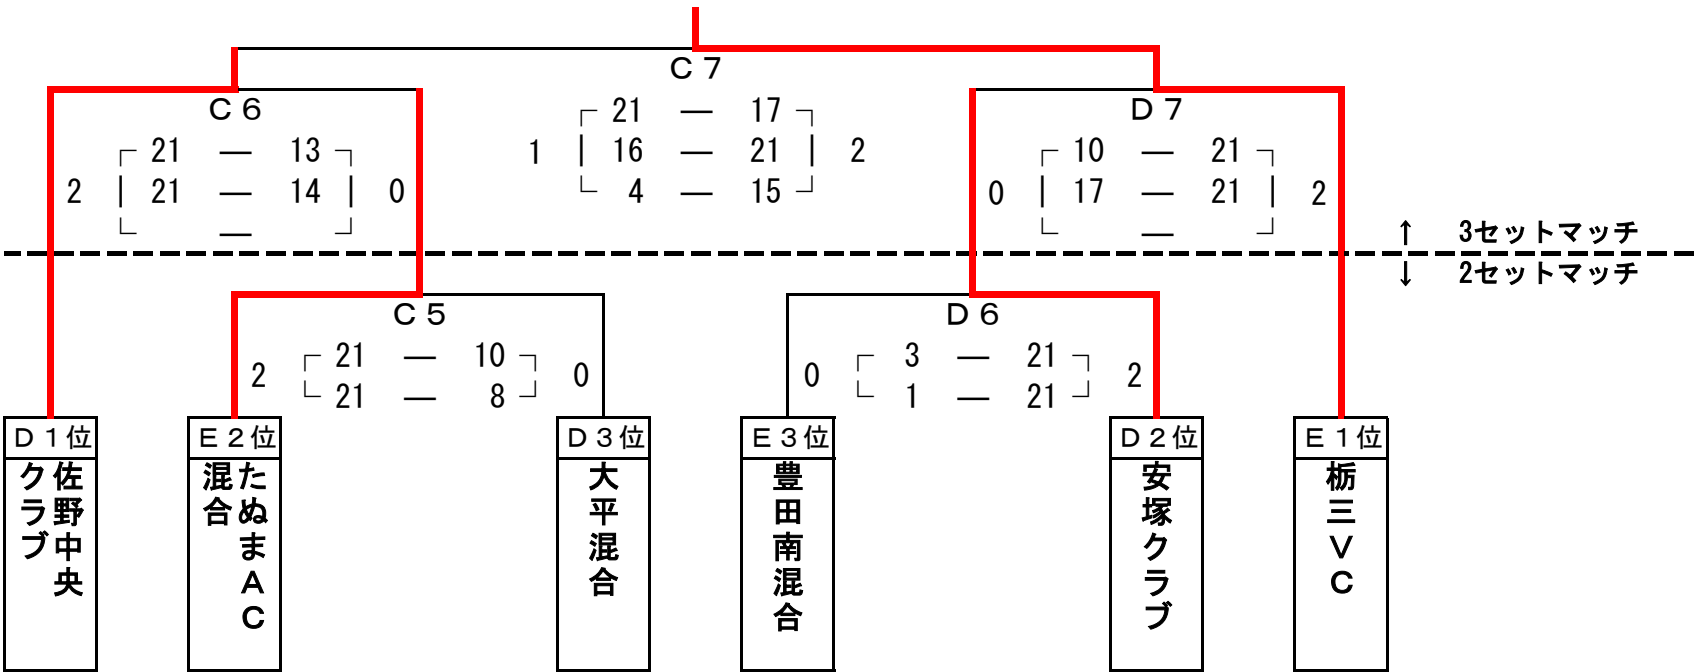 C7
21 ― 17
1 16 ― 21 2
4 ― 15
C6
21 ― 13
2 21 ― 14 0
―
D7
10 ― 21
0 17 ― 21 2
―
↑ 3セットマッチ
↓ 2セットマッチ
C5
21 ― 10
2 0
21 ― 8
D6
3 ― 21
0 2
1 ― 21
D1位
佐野中央
クラブ
E2位
たぬまAC
混合
D3位
大平混合
E3位
豊田南混合
D2位
安塚クラブ
E1位
栃三VC